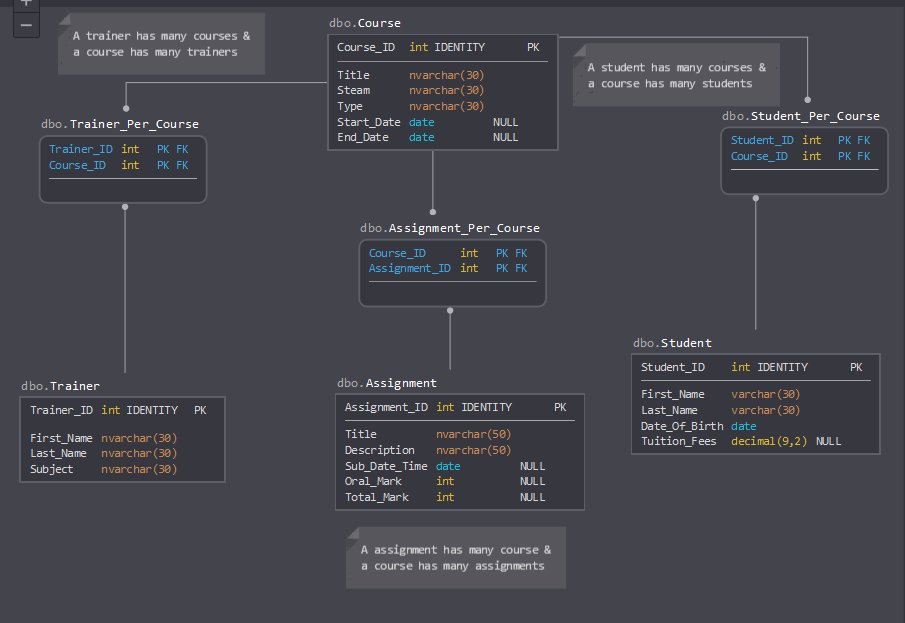 A trainer has many courses &
a course has many trainers
dbo.Course
Course_ID int IDENTITY PK
Title nvarchar(30)
Steam nvarchar(30)
Type nvarchar(30)
Start_Date date NULL
End_Date date NULL
A student has many courses &
a course has many students
dbo.Trainer_Per_Course
Trainer_ID int PK FK
Course_ID int PK FK
dbo.Student_Per_Course
Student_ID int PK FK
Course_ID int PK FK
dbo.Assignment_Per_Course
Course_ID int PK FK
Assignment_ID int PK FK
dbo.Trainer
Trainer_ID int IDENTITY PK
First_Name nvarchar(30)
Last_Name nvarchar(30)
Subject nvarchar(30)
dbo.Assignment
Assignment_ID int IDENTITY PK
Title nvarchar(50)
Description nvarchar(50)
Sub_Date_Time date NULL
Oral_Mark int NULL
Total_Mark int NULL
dbo.Student
Student_ID int IDENTITY PK
First_Name varchar(30)
Last_Name varchar(30)
Date_Of_Birth date
Tuition_Fees decimal(9,2) NULL
A assignment has many course &
a course has many assignments